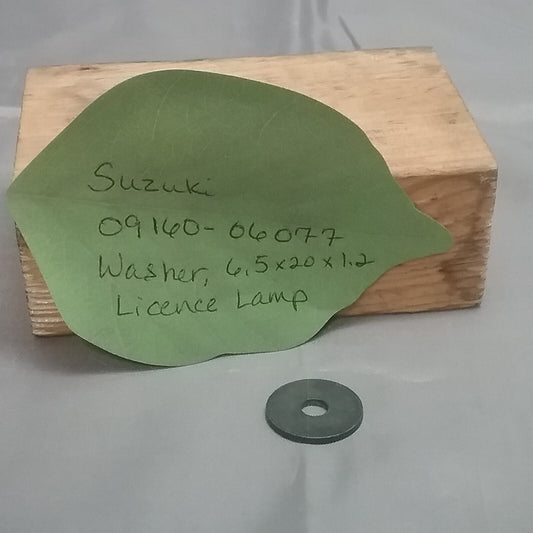 Suzuki
09160-06077
Washer, 6.5x20x1.2
Licence Lamp